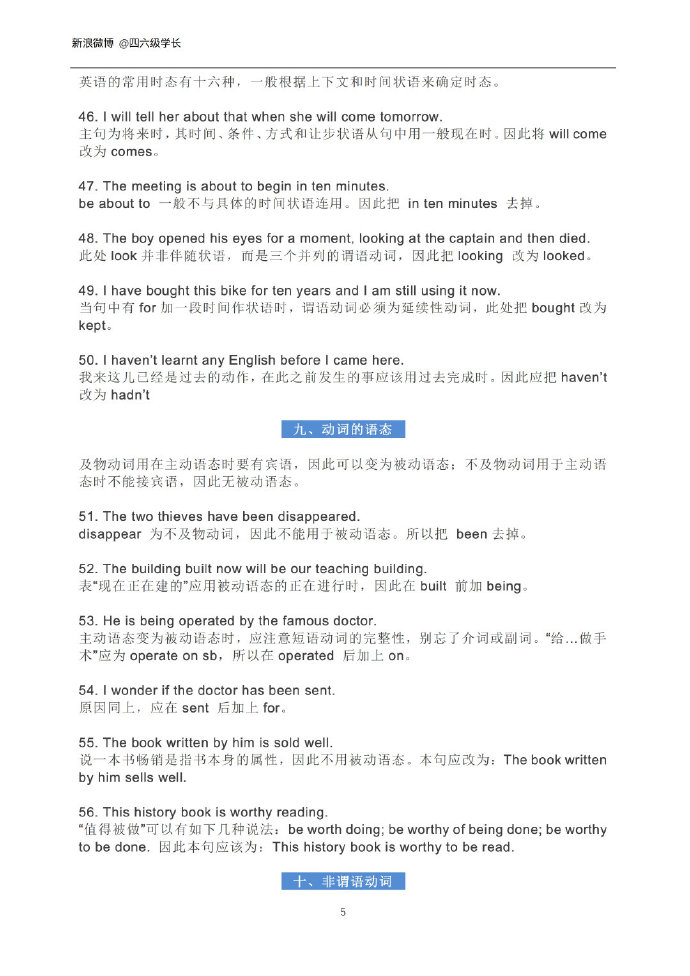 新浪微博 @四六级学长
英语的常用时态有十六种，一般根据上下文和时间状语来确定时态。
46. I will tell her about that when she will come tomorrow.
主句为将来时，其时间、条件、方式和让步状语从句中用一般现在时。因此将 will come
改为 comes。
47. The meeting is about to begin in ten minutes.
be about to 一般不与具体的时间状语连用。因此把 in ten minutes 去掉。
48. The boy opened his eyes for a moment, looking at the captain and then died.
此处 look 并非伴随状语，而是三个并列的谓语动词，因此把 looking 改为 looked。
49. I have bought this bike for ten years and I am still using it now.
当句中有 for 加一段时间作状语时，谓语动词必须为延续性动词，此处把 bought 改为
kept。
50. I haven't learnt any English before I came here.
我来这儿已经是过去的动作，在此之前发生的事应该用过去完成时。因此应把 haven't
改为 hadn't
九、动词的语态
及物动词用在主动语态时要有宾语，因此可以变为被动语态；不及物动词用于主动语
态时不能接宾语，因此无被动语态。
51. The two thieves have been disappeared.
disappear 为不及物动词，因此不能用于被动语态。所以把 been 去掉。
52. The building built now will be our teaching building.
表“现在正在建的”应用被动语态的正在进行时，因此在 built 前加 being。
53. He is being operated by the famous doctor.
主动语态变为被动语态时，应注意短语动词的完整性，别忘了介词或副词。“给…做手
术”应为 operate on sb，所以在 operated 后加上 on。
54. I wonder if the doctor has been sent.
原因同上，应在 sent 后加上 for。
55. The book written by him is sold well.
说一本书畅销是指书本身的属性，因此不用被动语态。本句应改为：The book written
by him sells well.
56. This history book is worthy reading.
“值得被做”可以有如下几种说法：be worth doing; be worthy of being done; be worthy
to be done. 因此本句应该为：This history book is worthy to be read.
十、非谓语动词
5